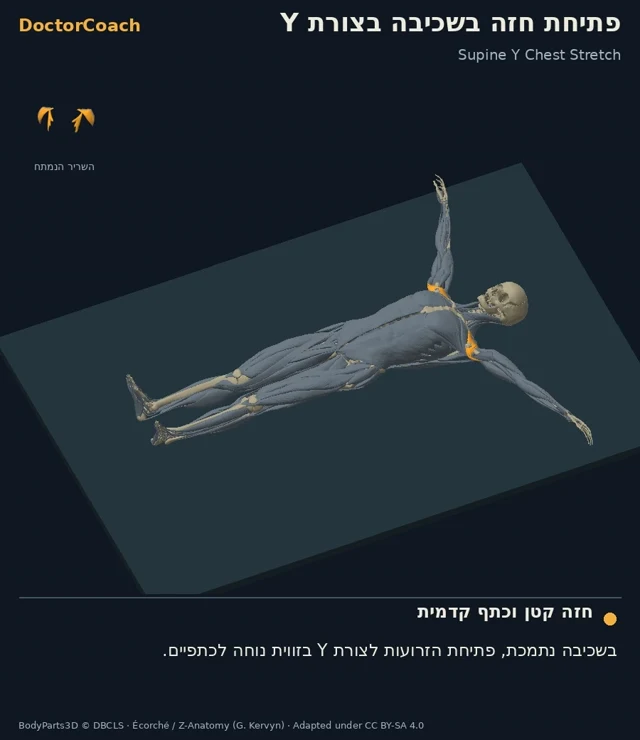 DoctorCoach
פתיחת חזה בשכיבה בצורת Y
Supine Y Chest Stretch
השריר הנמתח
חזה קטן וכתף קדמית
בשכיבה נתמכת, פתיחת הזרועות לצורת Y בזווית נוחה לכתפיים.
BodyParts3D © DBCLS · Écorché / Z-Anatomy (G. Kervyn) · Adapted under CC BY-SA 4.0